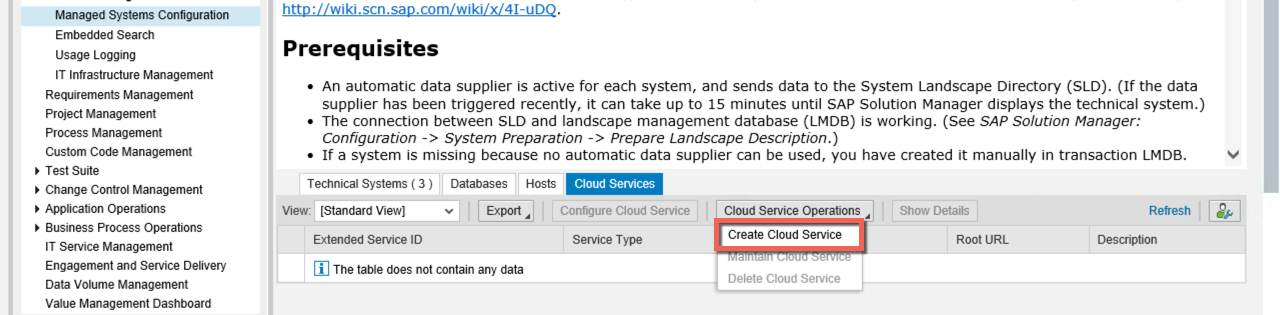 Managed Systems Configuration
Embedded Search
Usage Logging
IT Infrastructure Management
Requirements Management
Project Management
Process Management
Custom Code Management
Test Suite
Change Control Management
Application Operations
Business Process Operations
IT Service Management
Engagement and Service Delivery
Data Volume Management
Value Management Dashboard
http://wiki.scn.sap.com/wiki/x/4I-uDQ.
Prerequisites
• An automatic data supplier is active for each system, and sends data to the System Landscape Directory (SLD). (If the data
supplier has been triggered recently, it can take up to 15 minutes until SAP Solution Manager displays the technical system.)
• The connection between SLD and landscape management database (LMDB) is working. (See SAP Solution Manager:
Configuration -> System Preparation -> Prepare Landscape Description.)
• If a system is missing because no automatic data supplier can be used, you have created it manually in transaction LMDB.
Technical Systems ( 3 ) Databases Hosts Cloud Services
View: [Standard View] Export Configure Cloud Service Cloud Service Operations Show Details Refresh
Extended Service ID Service Type Root URL Description
Create Cloud Service
Maintain Cloud Service
Delete Cloud Service
The table does not contain any data